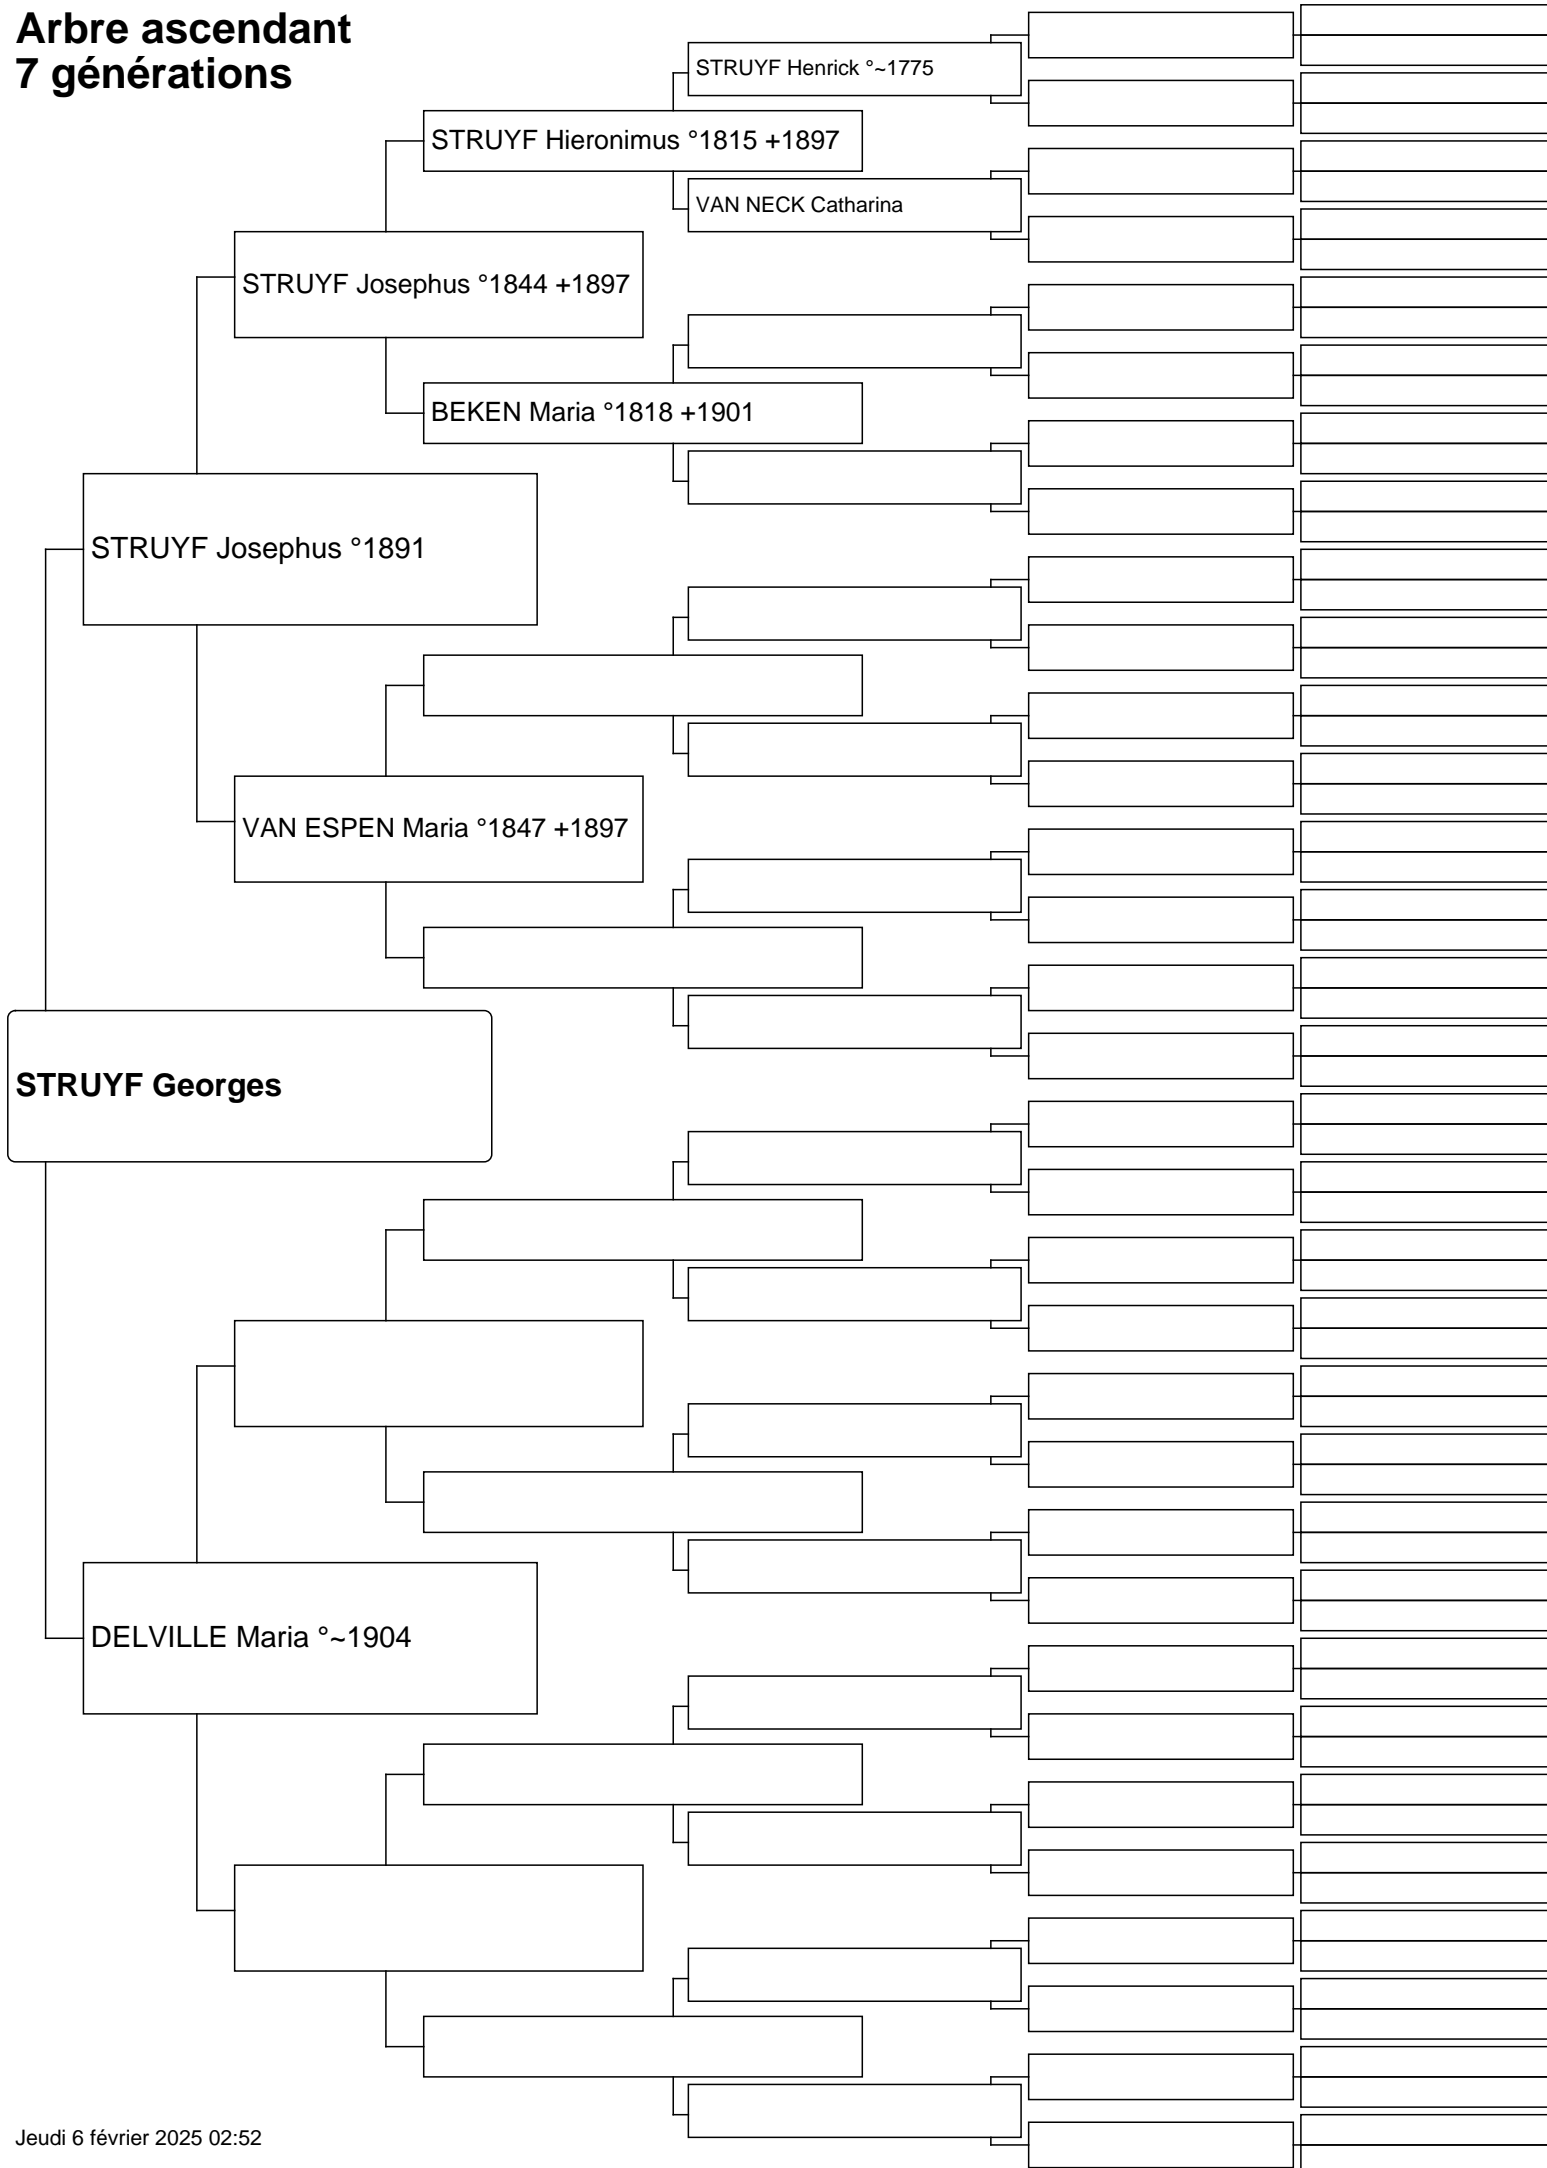 Arbre ascendant
7 générations
STRUYF Henrick °~1775
STRUYF Hieronimus °1815 +1897
VAN NECK Catharina
STRUYF Josephus °1844 +1897
BEKEN Maria °1818 +1901
STRUYF Josephus °1891
VAN ESPEN Maria °1847 +1897
STRUYF Georges
DELVILLE Maria °~1904
Jeudi 6 février 2025 02:52